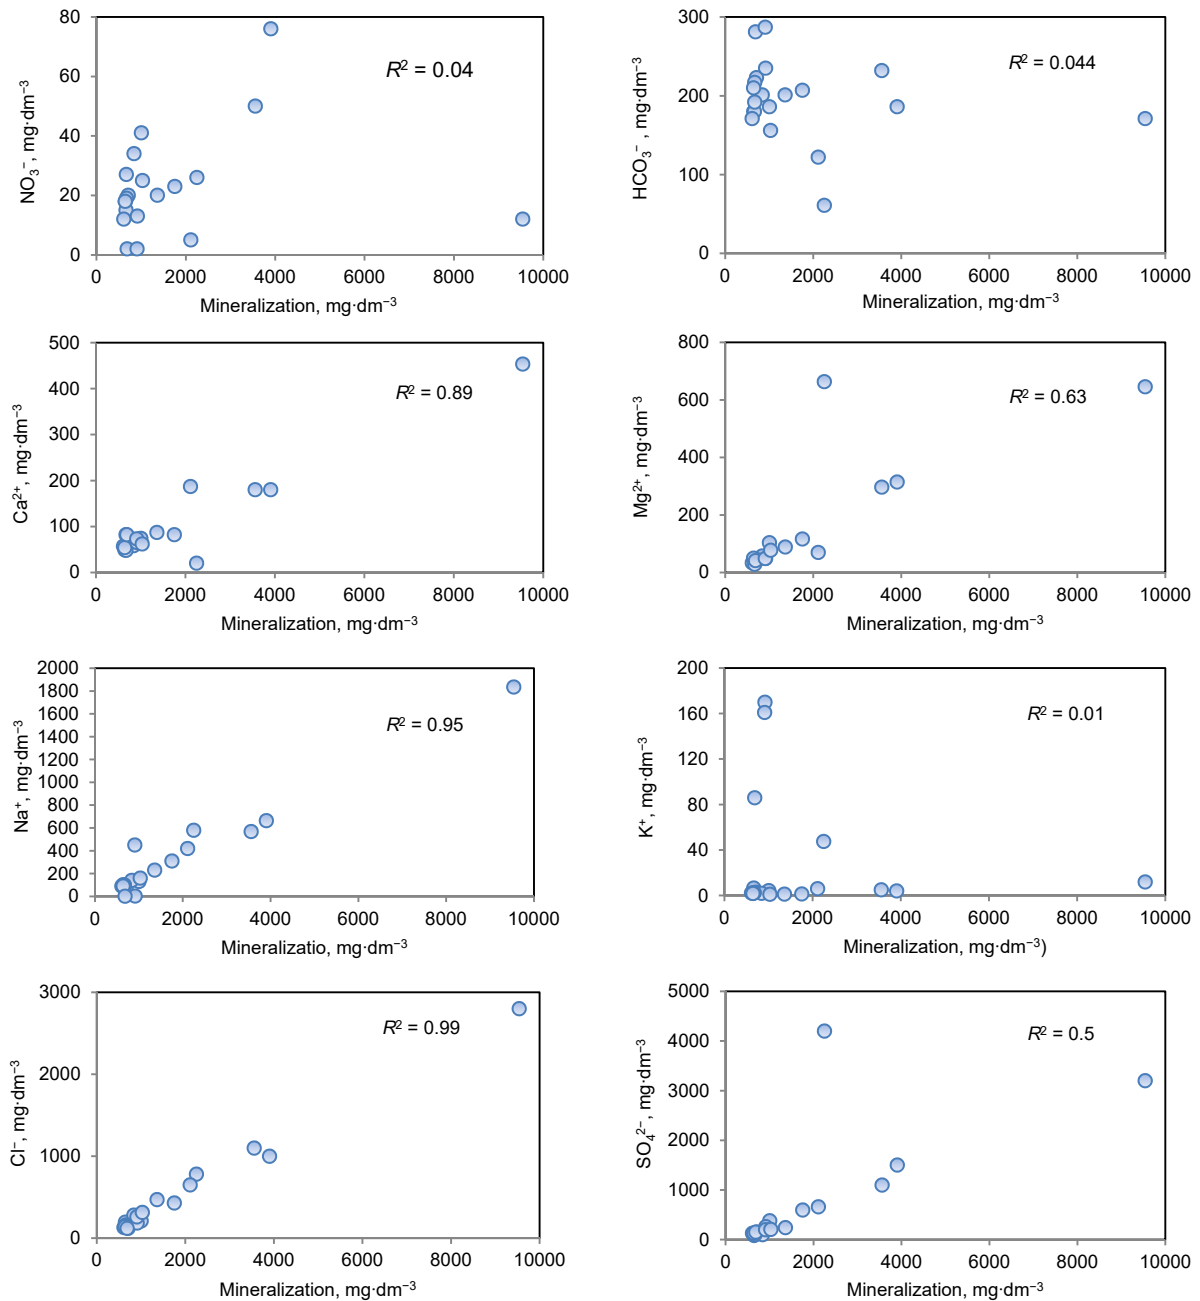 80
60
40
20
0
NO₃⁻, mg·dm⁻³
R² = 0.04
0 2000 4000 6000 8000 10000
Mineralization, mg·dm⁻³
300
200
100
0
HCO₃⁻, mg·dm⁻³
R² = 0.044
0 2000 4000 6000 8000 10000
Mineralization, mg·dm⁻³
500
400
300
200
100
0
Ca²⁺, mg·dm⁻³
R² = 0.89
0 2000 4000 6000 8000 10000
Mineralization, mg·dm⁻³
800
600
400
200
0
Mg²⁺, mg·dm⁻³
R² = 0.63
0 2000 4000 6000 8000 10000
Mineralization, mg·dm⁻³
2000
1800
1600
1400
1200
1000
800
600
400
200
0
Na⁺, mg·dm⁻³
R² = 0.95
0 2000 4000 6000 8000 10000
Mineralizatio, mg·dm⁻³
200
160
120
80
40
0
K⁺, mg·dm⁻³
R² = 0.01
0 2000 4000 6000 8000 10000
Mineralization, mg·dm⁻³)
3000
2000
1000
0
Cl⁻, mg·dm⁻³
R² = 0.99
0 2000 4000 6000 8000 10000
Mineralization, mg·dm⁻³
5000
4000
3000
2000
1000
0
SO₄²⁻, mg·dm⁻³
R² = 0.5
0 2000 4000 6000 8000 10000
Mineralization, mg·dm⁻³